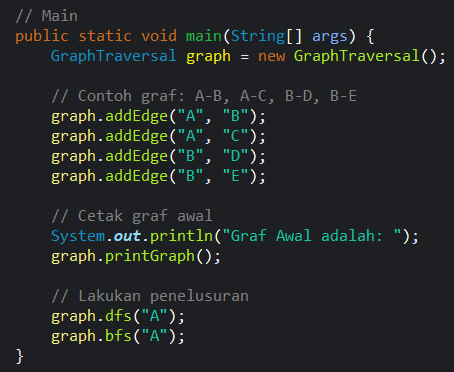 // Main
public static void main(String[] args) {
    GraphTraversal graph = new GraphTraversal();

    // Contoh graf: A-B, A-C, B-D, B-E
    graph.addEdge("A", "B");
    graph.addEdge("A", "C");
    graph.addEdge("B", "D");
    graph.addEdge("B", "E");

    // Cetak graf awal
    System.out.println("Graf Awal adalah: ");
    graph.printGraph();

    // Lakukan penelusuran
    graph.dfs("A");
    graph.bfs("A");
}